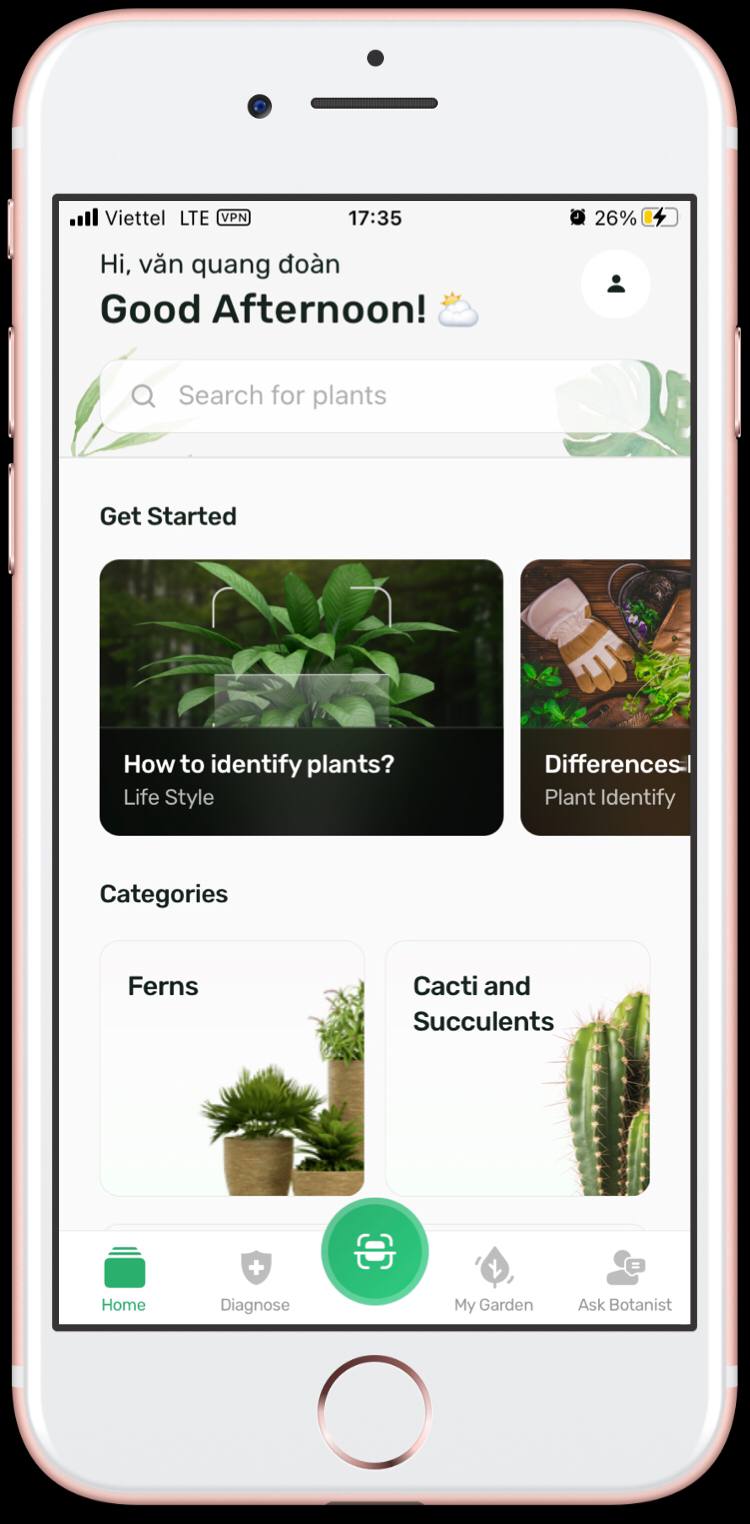 Viettel LTE VPN 17:35 26%
Hi, văn quang đoàn
Good Afternoon!
Search for plants
Get Started
How to identify plants?
Life Style
Differences
Plant Identify
Categories
Ferns
Cacti and
Succulents
Home
Diagnose
My Garden
Ask Botanist